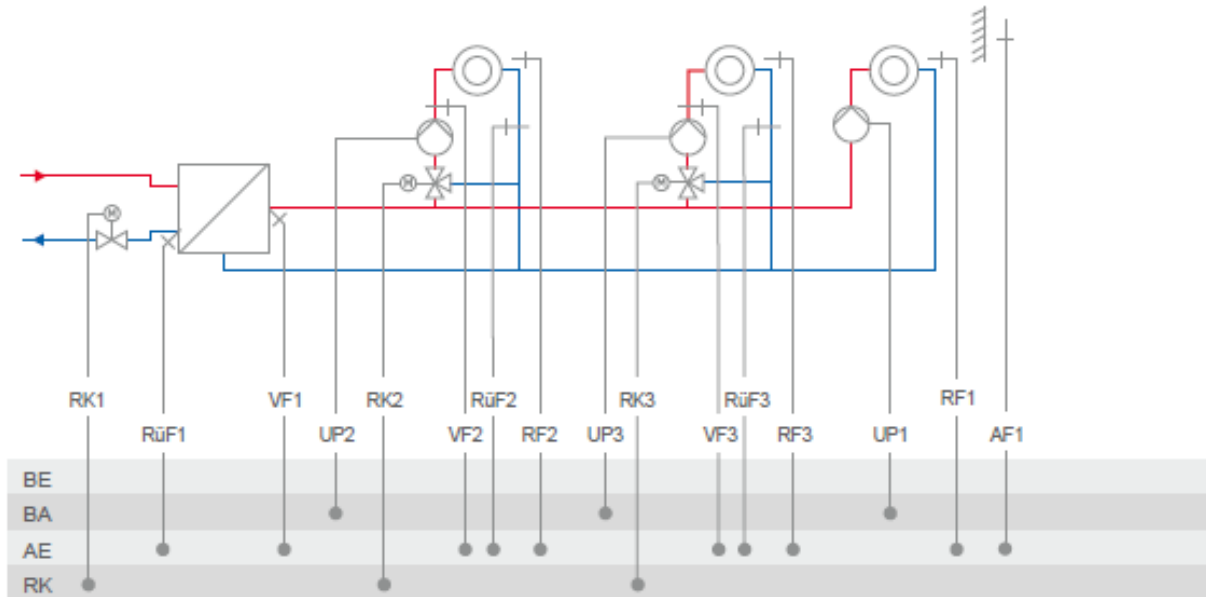 M
M
M
RK1 VF1 RK2 RüF2 RK3 RüF3 RF1
RüF1 UP2 VF2 RF2 UP3 VF3 RF3 UP1 AF1
BE
BA
AE
RK